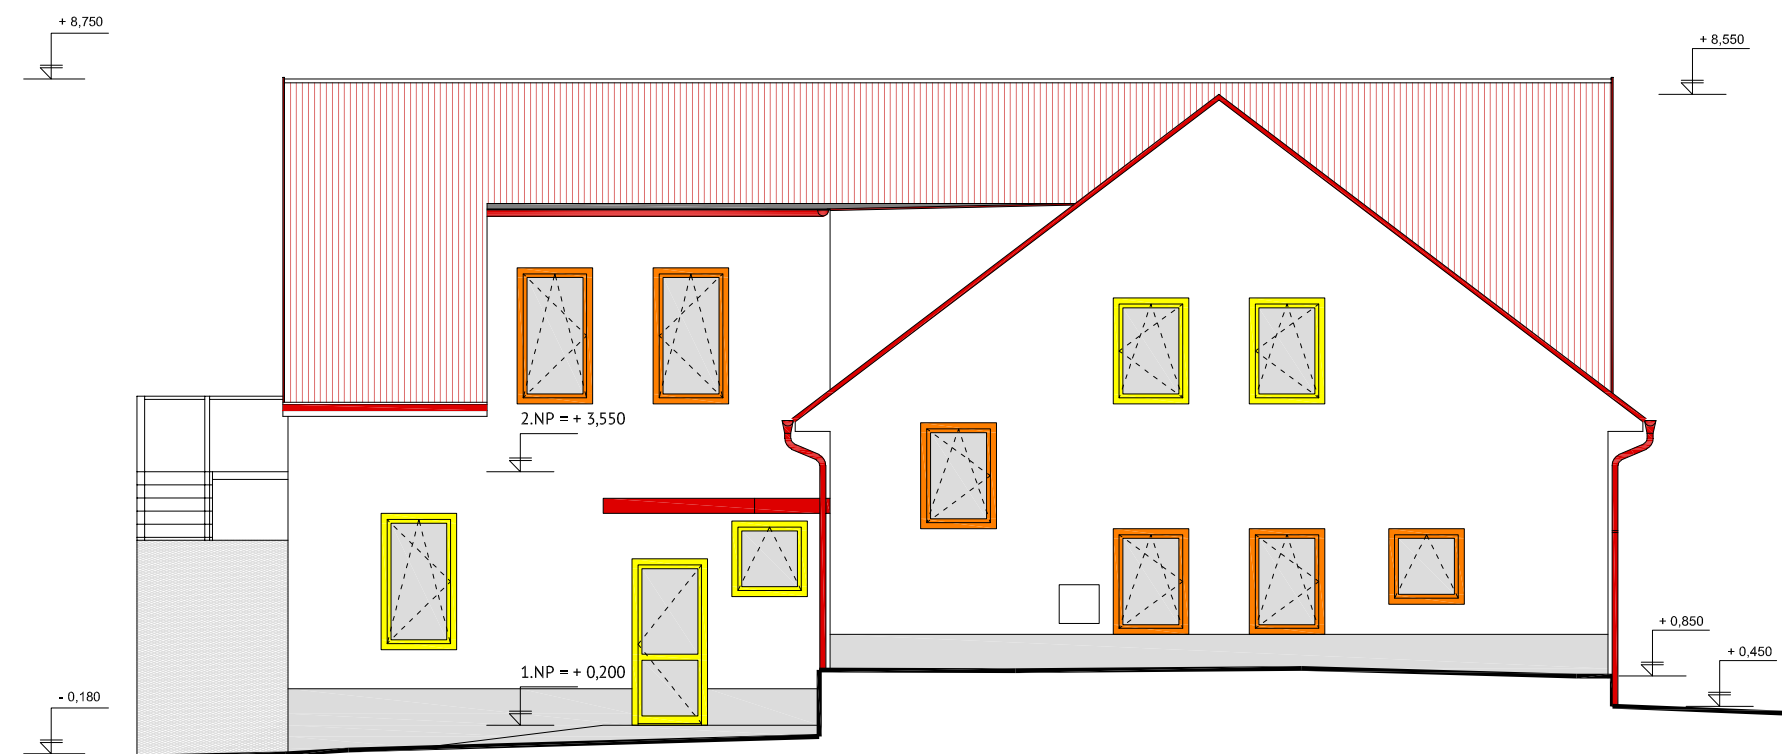 + 8,750
+ 8,550
2.NP = + 3,550
+ 0,850
+ 0,450
1.NP = + 0,200
- 0,180